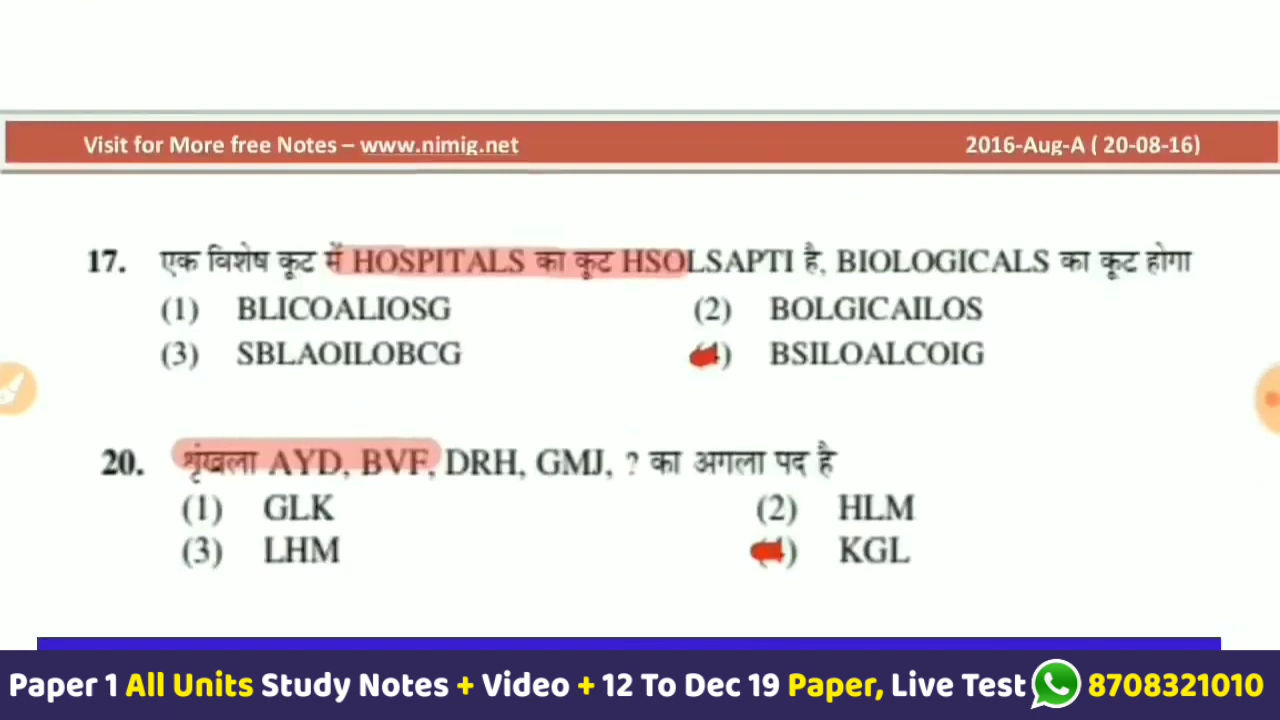 Visit for More free Notes – www.nimig.net 2016-Aug-A ( 20-08-16)
17. एक विशेष कूट में HOSPITALS का कूट HSOLSAPTI है, BIOLOGICALS का कूट होगा
(1) BLICOALIOSG (2) BOLGICAILOS
(3) SBLAOILOBCG (4) BSILOALCOIG
20. शृंखला AYD, BVF, DRH, GMJ, ? का अगला पद है
(1) GLK (2) HLM
(3) LHM (4) KGL
Paper 1 All Units Study Notes + Video + 12 To Dec 19 Paper, Live Test 8708321010